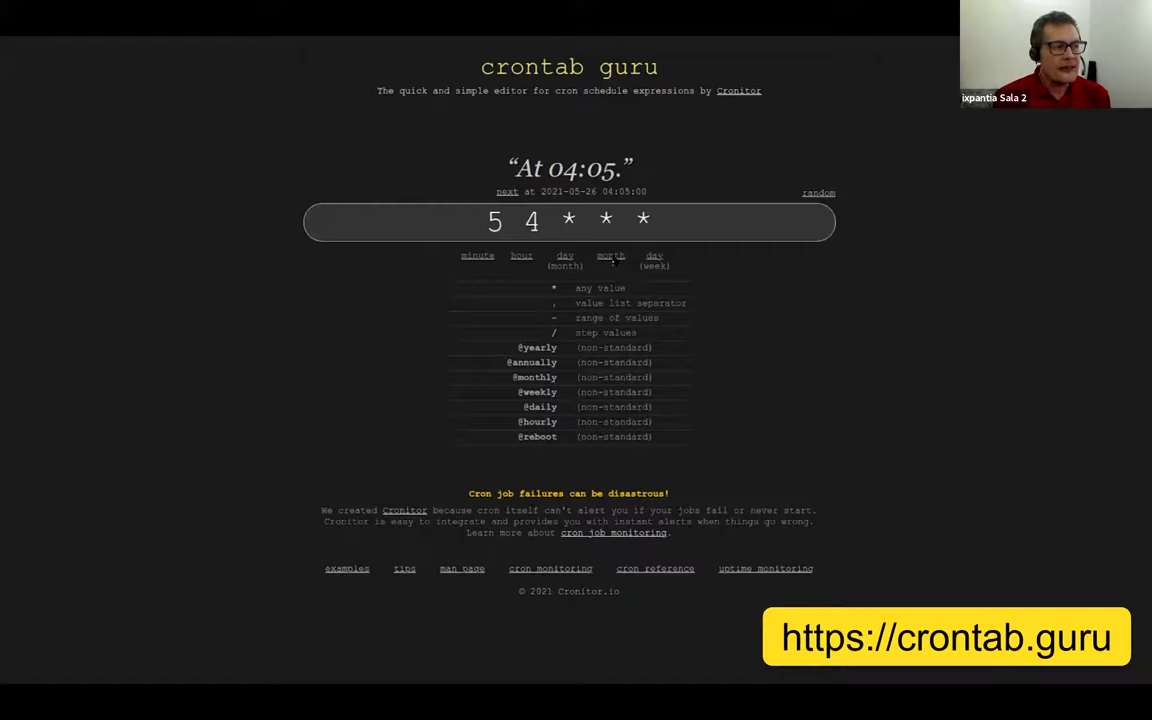 crontab guru
The quick and simple editor for cron schedule expressions by Cronitor
ixpantia Sala 2
“At 04:05.”
next at 2021-05-26 04:05:00
random
5 4 * * *
minute hour day (month) month day (week)
* any value
, value list separator
- range of values
/ step values
@yearly (non-standard)
@annually (non-standard)
@monthly (non-standard)
@weekly (non-standard)
@daily (non-standard)
@hourly (non-standard)
@reboot (non-standard)
Cron job failures can be disastrous!
We created Cronitor because cron itself can't alert you if your jobs fail or never start.
Cronitor is easy to integrate and provides you with instant alerts when things go wrong.
Learn more about cron job monitoring.
examples tips man page cron monitoring cron reference uptime monitoring
© 2021 Cronitor.io
https://crontab.guru